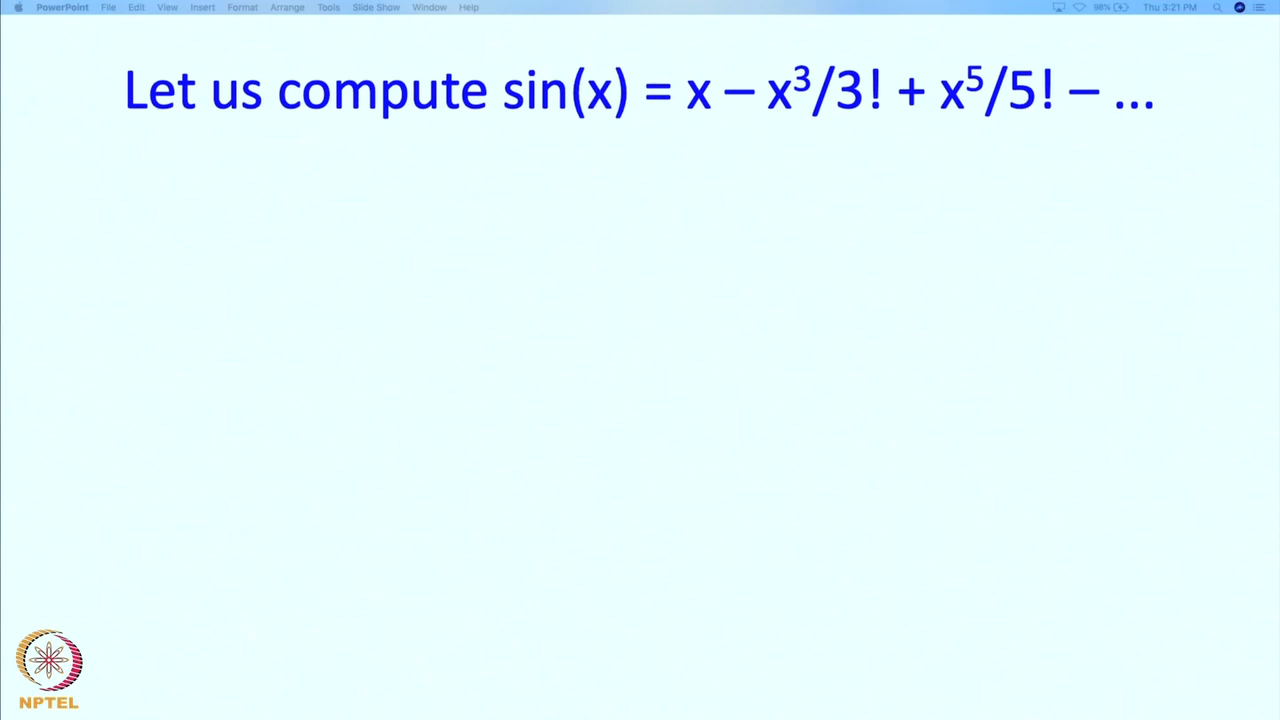 PowerPoint File Edit View Insert Format Arrange Tools Slide Show Window Help 98% Thu 3:21 PM
Let us compute sin(x) = x – x³/3! + x⁵/5! – ...
NPTEL